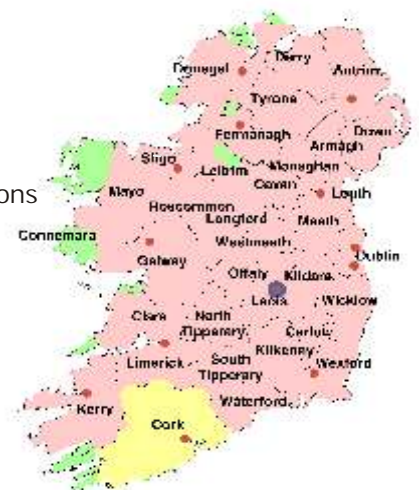 Derry
Donegal
Antrim
Tyrone
Fermanagh
Down
Armagh
Sligo
Monaghan
Leitrim
Cavan
ons
Mayo
Louth
Roscommon
Longford
Meath
Connemara
Westmeath
Galway
Dublin
Offaly
Kildare
Laois
Wicklow
Clare
North
Tipperary
Carlow
Kilkenny
Limerick
South
Tipperary
Wexford
Kerry
Waterford
Cork